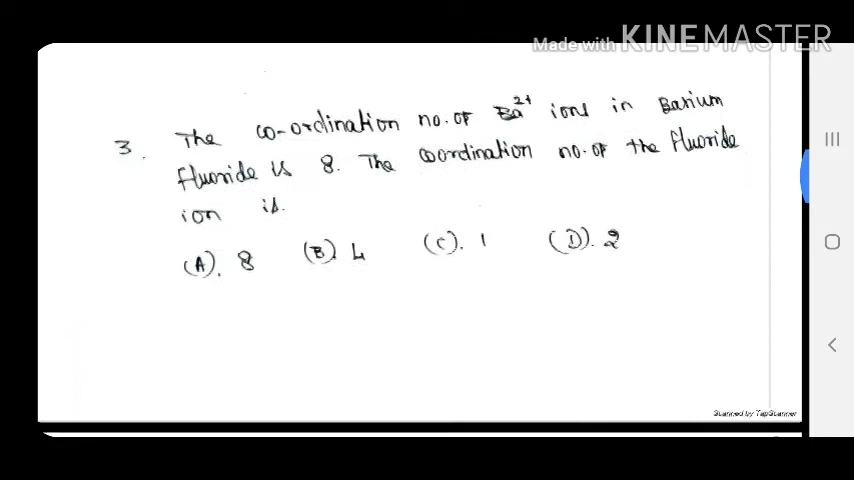 Made with KINEMASTER
3. The co-ordination no. of Ba²⁺ ions in Barium
fluoride is 8. The coordination no. of the fluoride
ion is.
(A). 8 (B). 4 (C). 1 (D). 2
Scanned by TapScanner